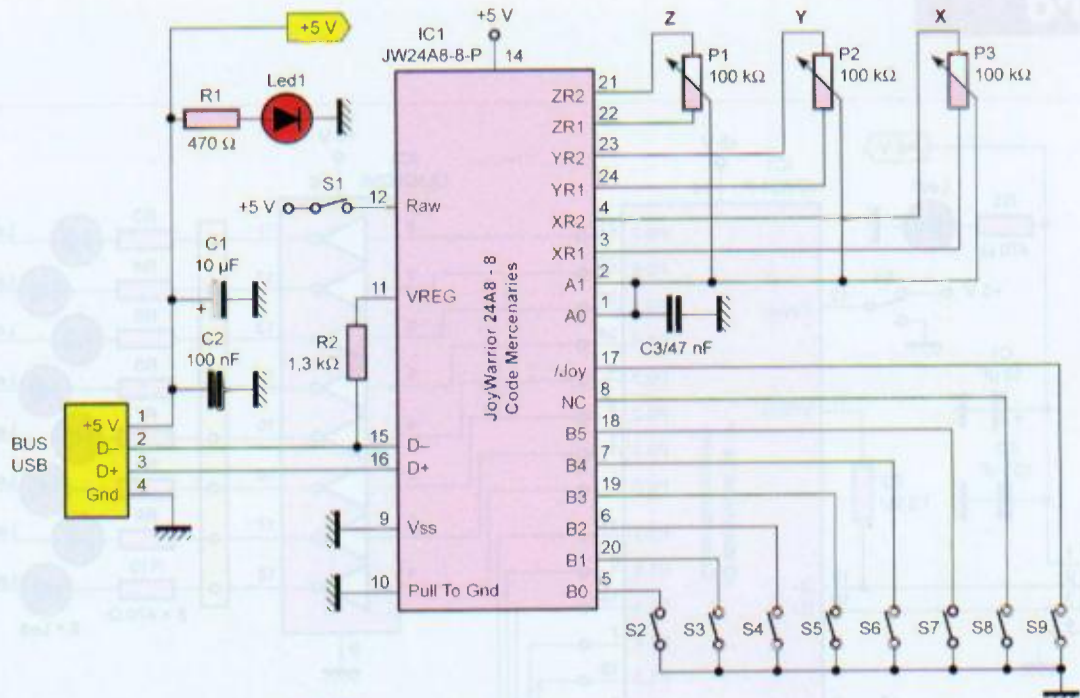 +5 V
IC1
JW24A8-8-P
+5 V
14
Z
Y
X
R1
470 Ω
Led1
S1
+5 V
12
Raw
C1
10 µF
+
11
VREG
R2
1,3 kΩ
C2
100 nF
BUS
USB
+5 V
1
D–
2
D+
3
Gnd
4
15
D–
16
D+
9
Vss
10
Pull To Gnd
JoyWarrior 24A8 - 8
Code Mercenaries
ZR2
21
ZR1
22
YR2
23
YR1
24
XR2
4
XR1
3
A1
2
A0
1
P1
100 kΩ
P2
100 kΩ
P3
100 kΩ
C3/47 nF
/Joy
17
NC
8
B5
18
B4
7
B3
19
B2
6
B1
20
B0
5
S2
S3
S4
S5
S6
S7
S8
S9